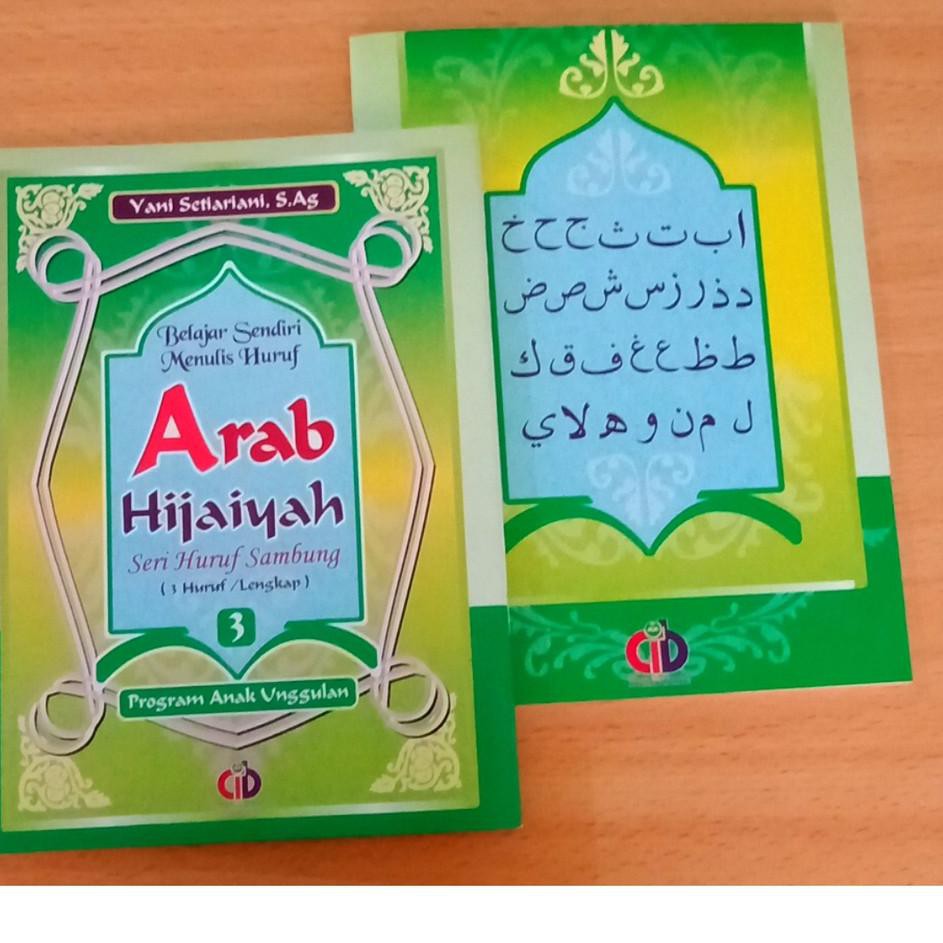 Yani Setiariani, S.Ag
Belajar Sendiri
Menulis Huruf
Arab
Hijaiyah
Seri Huruf Sambung
( 3 Huruf /Lengkap )
3
Program Anak Unggulan
CID
ا ب ت ث ج ح خ
د ذ ر ز س ش ص ض
ط ظ ع غ ف ق ك
ل م ن و ه لا ي
CID